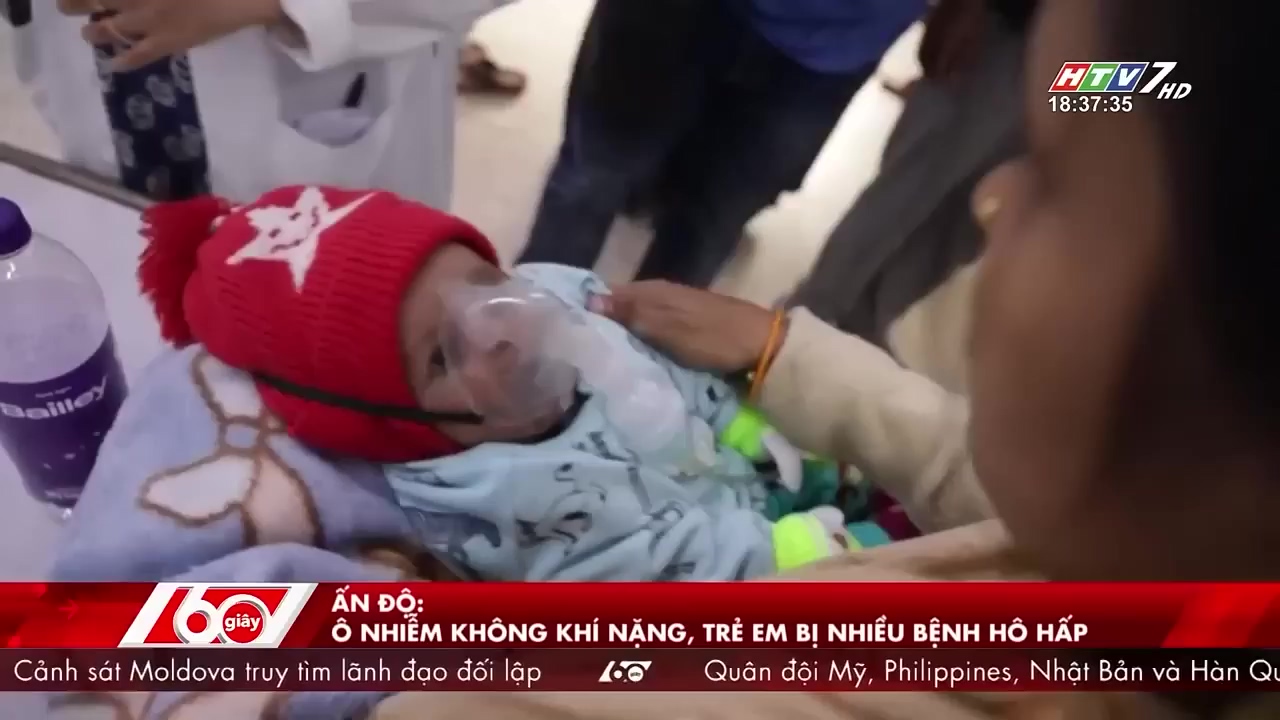 HTV7 HD
18:37:35
Bailley
60 giây
ẤN ĐỘ:
Ô NHIỄM KHÔNG KHÍ NẶNG, TRẺ EM BỊ NHIỀU BỆNH HÔ HẤP
Cảnh sát Moldova truy tìm lãnh đạo đối lập 60 giây Quân đội Mỹ, Philippines, Nhật Bản và Hàn Qu